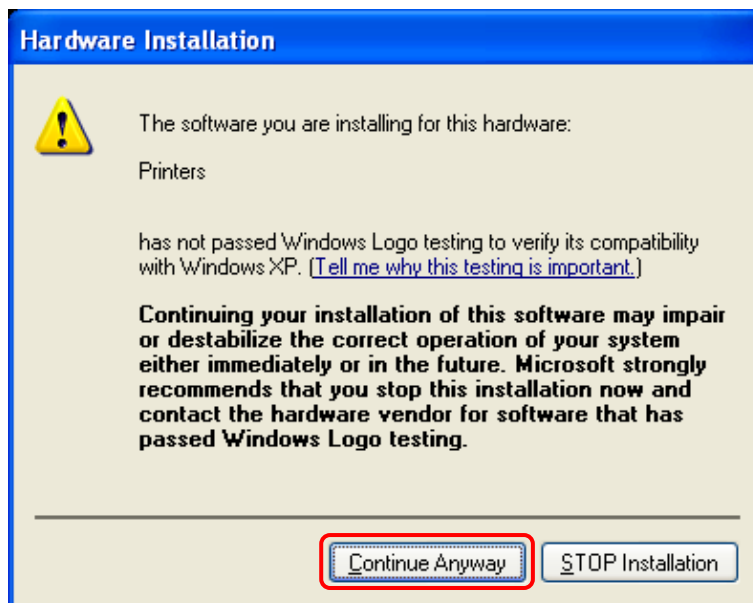 Hardware Installation
The software you are installing for this hardware:
Printers
has not passed Windows Logo testing to verify its compatibility
with Windows XP. (Tell me why this testing is important.)
Continuing your installation of this software may impair
or destabilize the correct operation of your system
either immediately or in the future. Microsoft strongly
recommends that you stop this installation now and
contact the hardware vendor for software that has
passed Windows Logo testing.
Continue Anyway STOP Installation